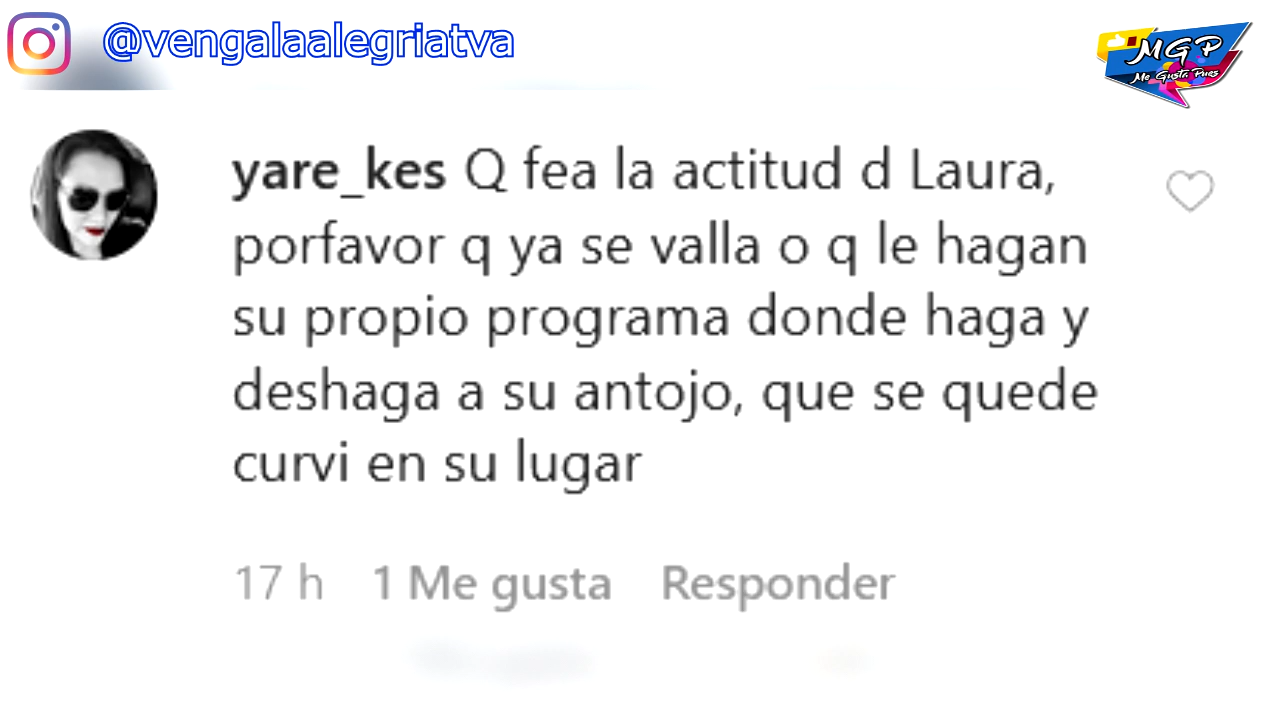 @vengalaalegriatva
MGP
Me Gusta Pues
yare_kes Q fea la actitud d Laura,
porfavor q ya se valla o q le hagan
su propio programa donde haga y
deshaga a su antojo, que se quede
curvi en su lugar
17 h 1 Me gusta Responder